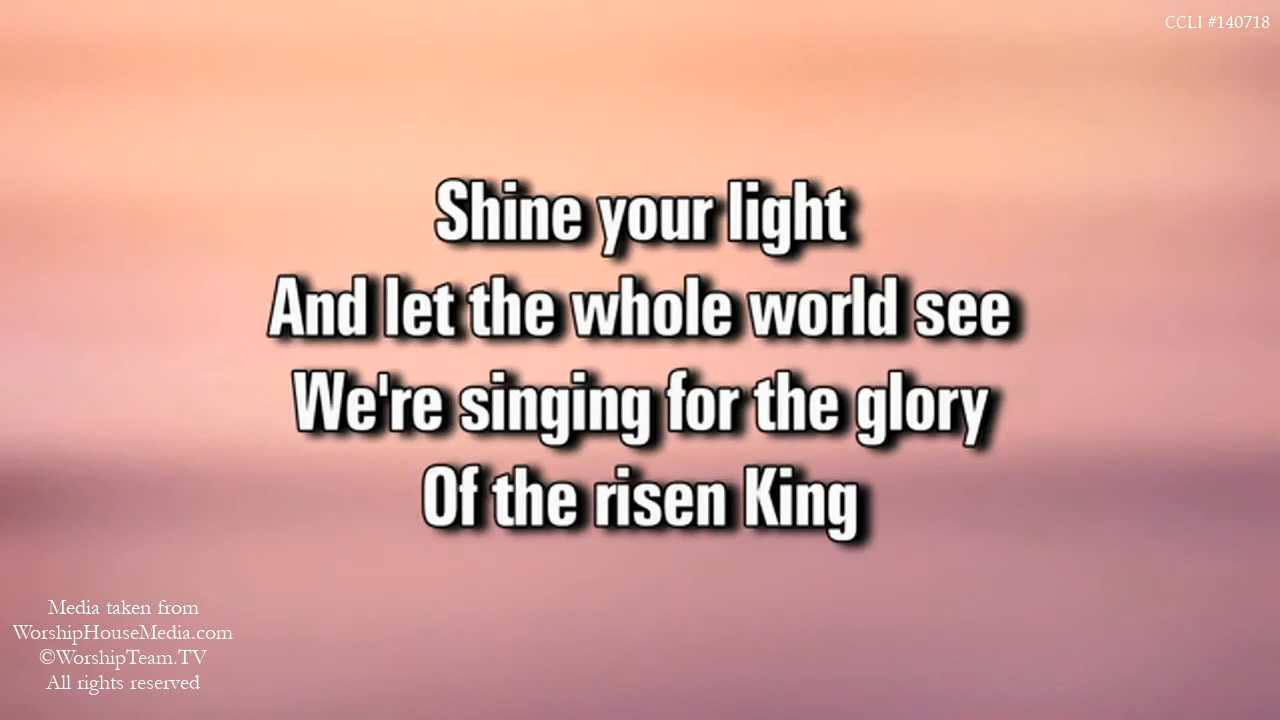 CCLI #140718
Shine your light
And let the whole world see
We're singing for the glory
Of the risen King
Media taken from
WorshipHouseMedia.com
©WorshipTeam.TV
All rights reserved